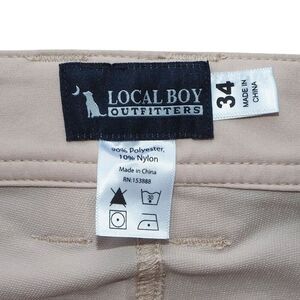 LOCAL BOY
OUTFITTERS
34
MADE IN
CHINA
90% Polyester,
10% Nylon
Made in China
RN:153888